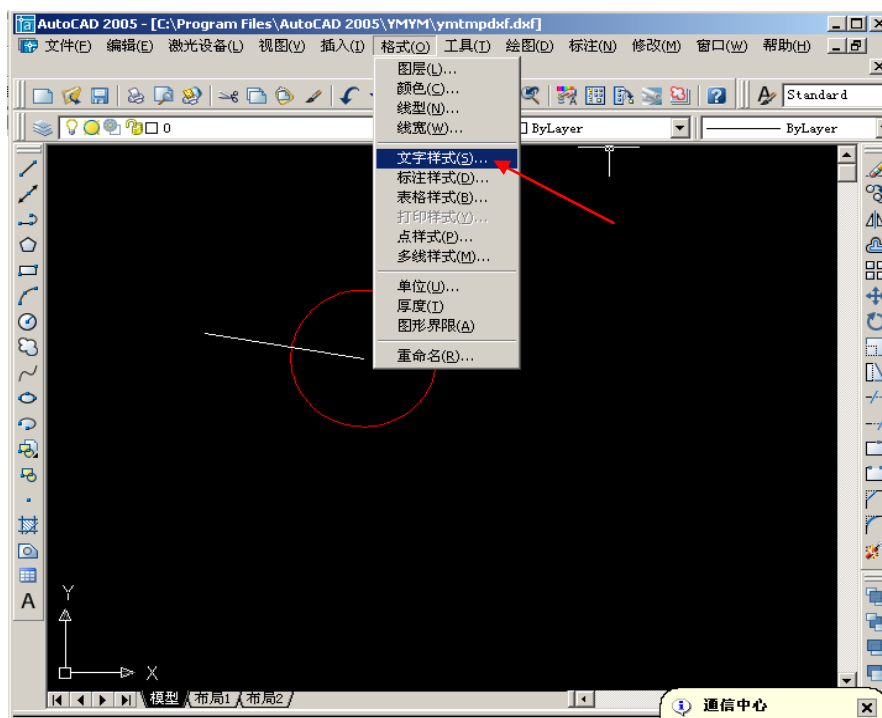 AutoCAD 2005 - [C:\Program Files\AutoCAD 2005\YMYM\ymtmpdxf.dxf]
文件(F) 编辑(E) 激光设备(L) 视图(V) 插入(I) 格式(O) 工具(T) 绘图(D) 标注(N) 修改(M) 窗口(W) 帮助(H)
Standard
0 ByLayer ByLayer
图层(L)...
颜色(C)...
线型(N)...
线宽(W)...
文字样式(S)...
标注样式(D)...
表格样式(B)...
打印样式(Y)...
点样式(P)...
多线样式(M)...
单位(U)...
厚度(T)
图形界限(A)
重命名(R)...
A
Y
X
模型 布局1 布局2
通信中心